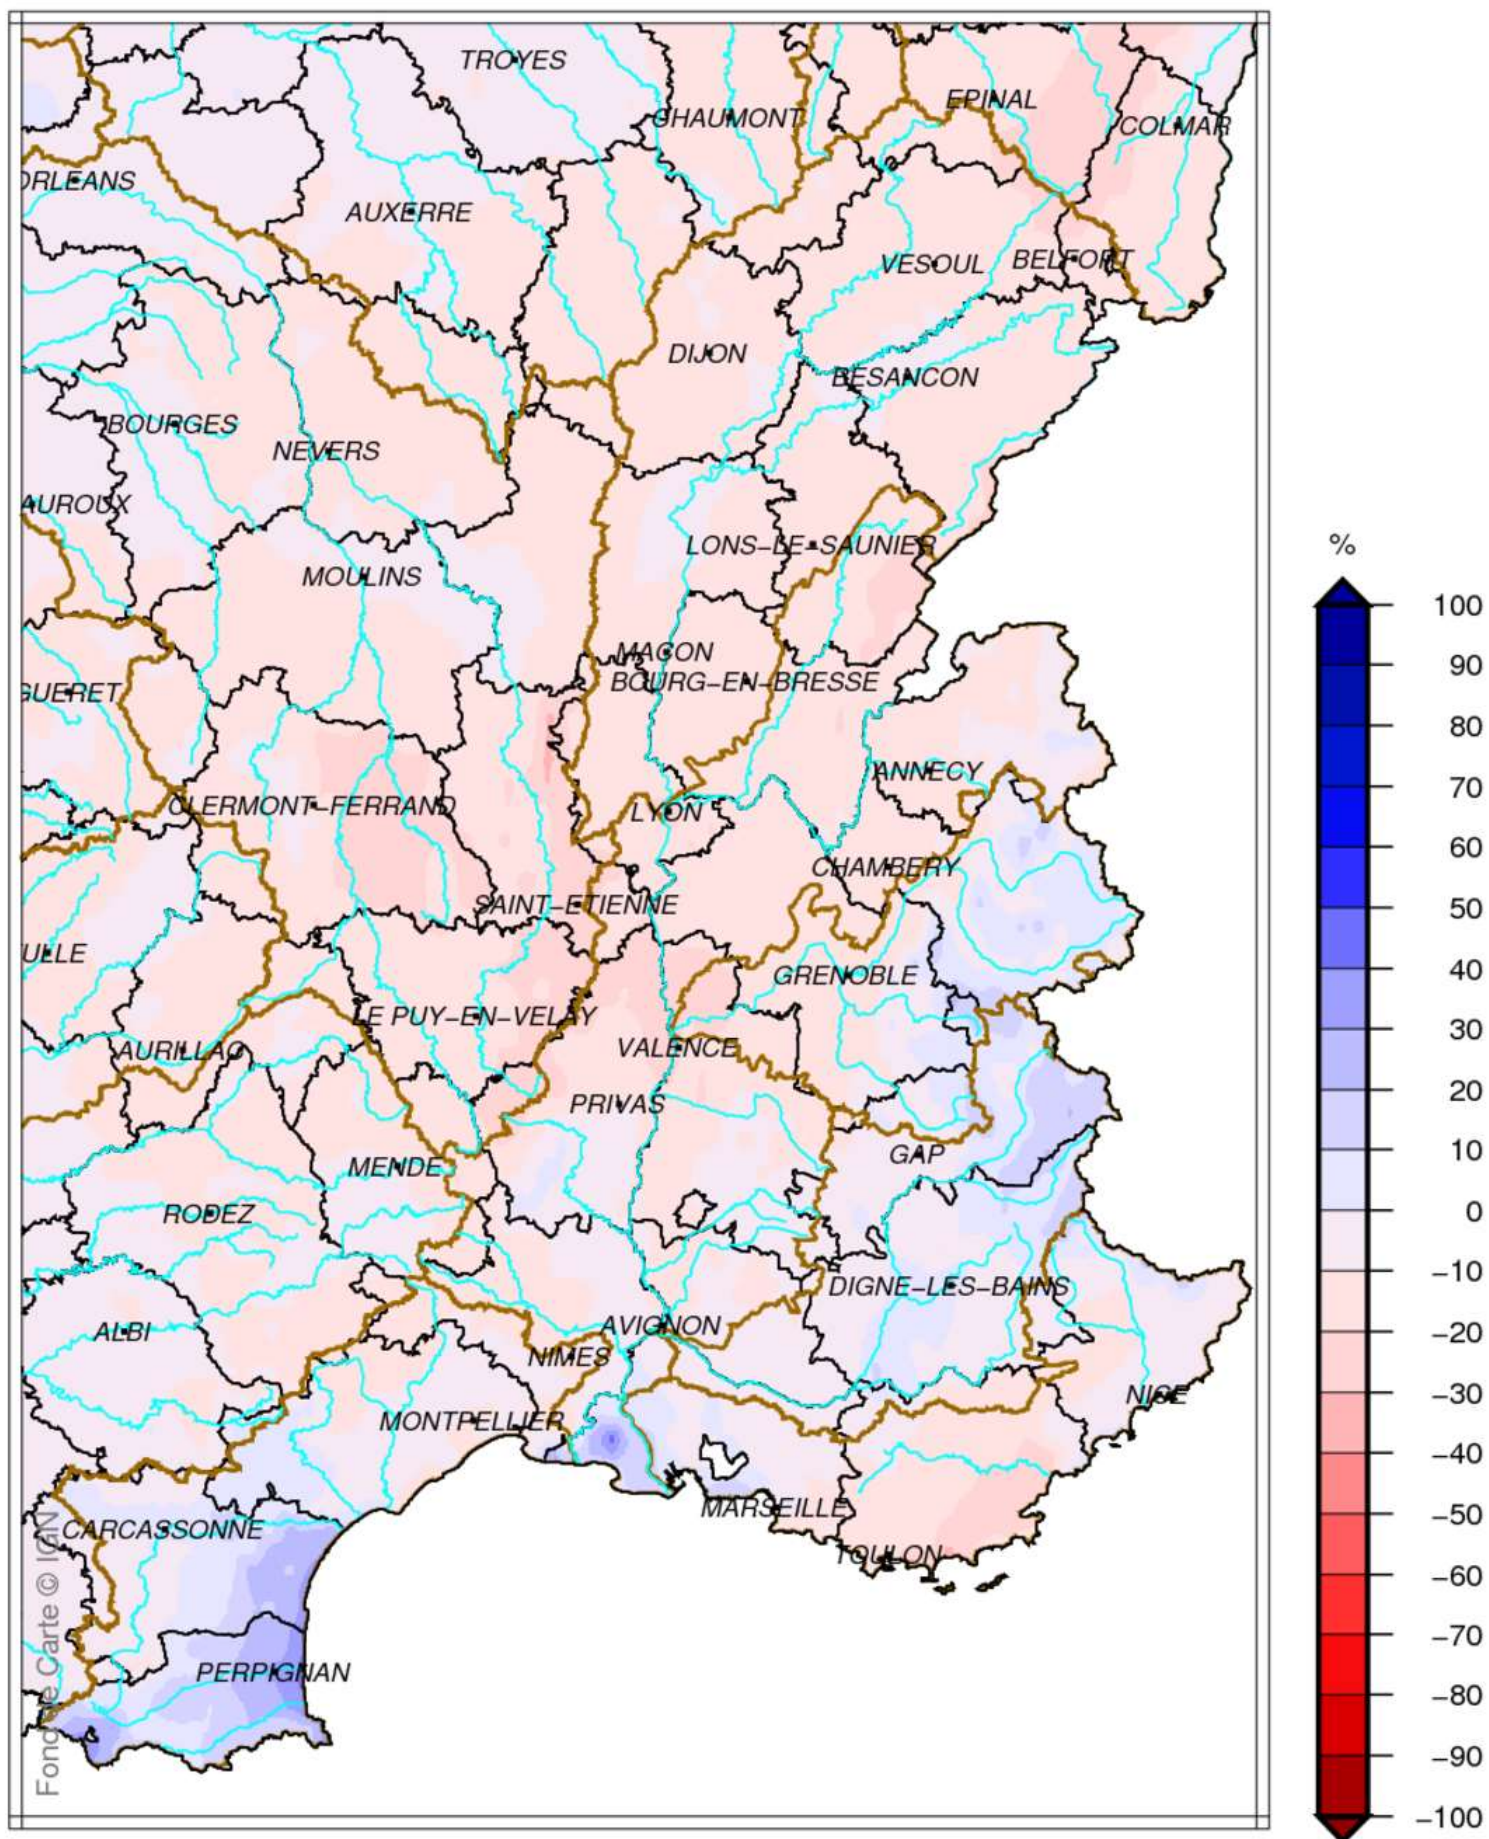 TROYES
EPINAL
CHAUMONT
COLMAR
ORLEANS
AUXERRE
VESOUL
BELFORT
DIJON
BESANCON
BOURGES
NEVERS
AUROUX
LONS-LE-SAUNIER
MOULINS
MACON
BOURG-EN-BRESSE
GUERET
ANNECY
CLERMONT-FERRAND
LYON
CHAMBERY
SAINT-ETIENNE
ULLE
GRENOBLE
LE PUY-EN-VELAY
AURILLAC
VALENCE
PRIVAS
GAP
MENDE
RODEZ
DIGNE-LES-BAINS
AVIGNON
ALBI
NIMES
NICE
MONTPELLIER
MARSEILLE
CARCASSONNE
TOULON
PERPIGNAN
Fond de Carte © IGN
%
100
90
80
70
60
50
40
30
20
10
0
-10
-20
-30
-40
-50
-60
-70
-80
-90
-100